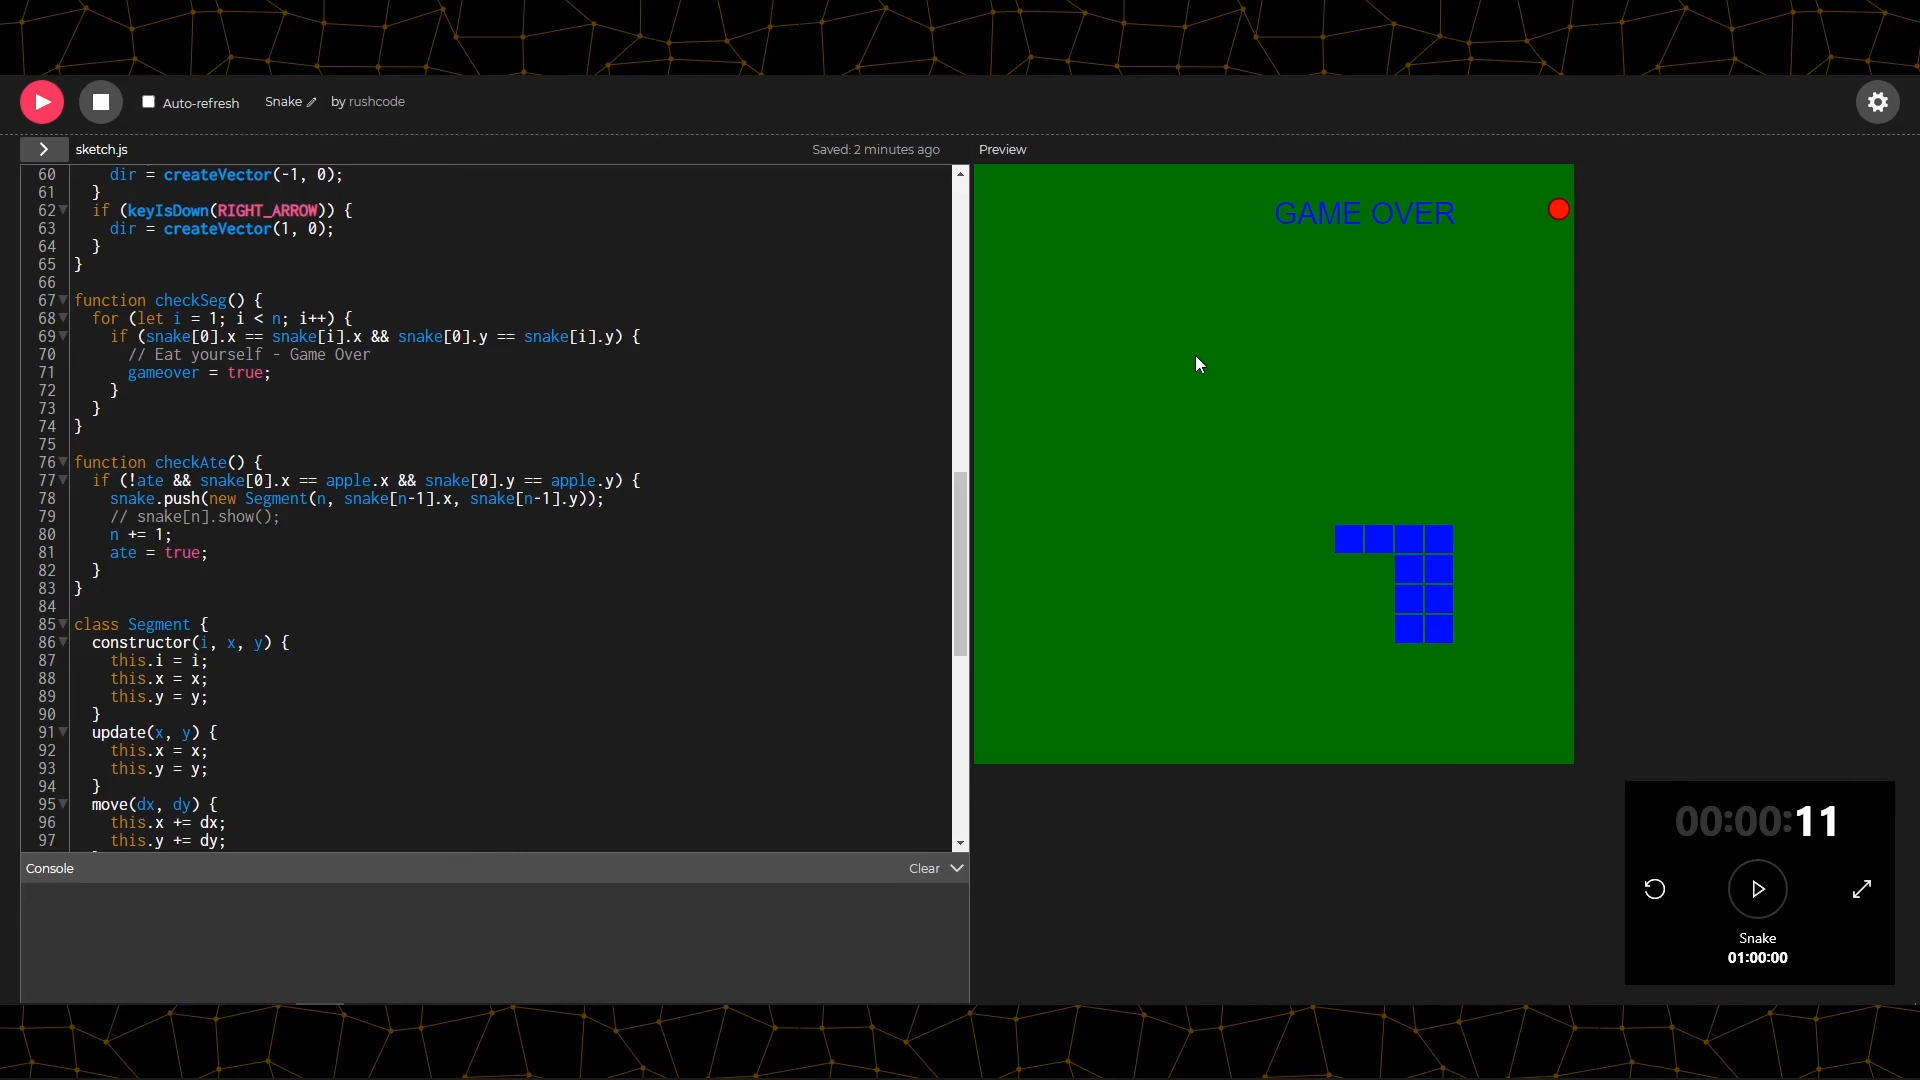 Auto-refresh
Snake
by rushcode
sketch.js
Saved: 2 minutes ago
Preview
60 dir = createVector(-1, 0);
61 }
62 if (keyIsDown(RIGHT_ARROW)) {
63 dir = createVector(1, 0);
64 }
65 }
66
67 function checkSeg() {
68 for (let i = 1; i < n; i++) {
69 if (snake[0].x == snake[i].x && snake[0].y == snake[i].y) {
70 // Eat yourself - Game Over
71 gameover = true;
72 }
73 }
74 }
75
76 function checkAte() {
77 if (!ate && snake[0].x == apple.x && snake[0].y == apple.y) {
78 snake.push(new Segment(n, snake[n-1].x, snake[n-1].y));
79 // snake[n].show();
80 n += 1;
81 ate = true;
82 }
83 }
84
85 class Segment {
86 constructor(i, x, y) {
87 this.i = i;
88 this.x = x;
89 this.y = y;
90 }
91 update(x, y) {
92 this.x = x;
93 this.y = y;
94 }
95 move(dx, dy) {
96 this.x += dx;
97 this.y += dy;
Console
Clear
GAME OVER
00:00:11
Snake
01:00:00